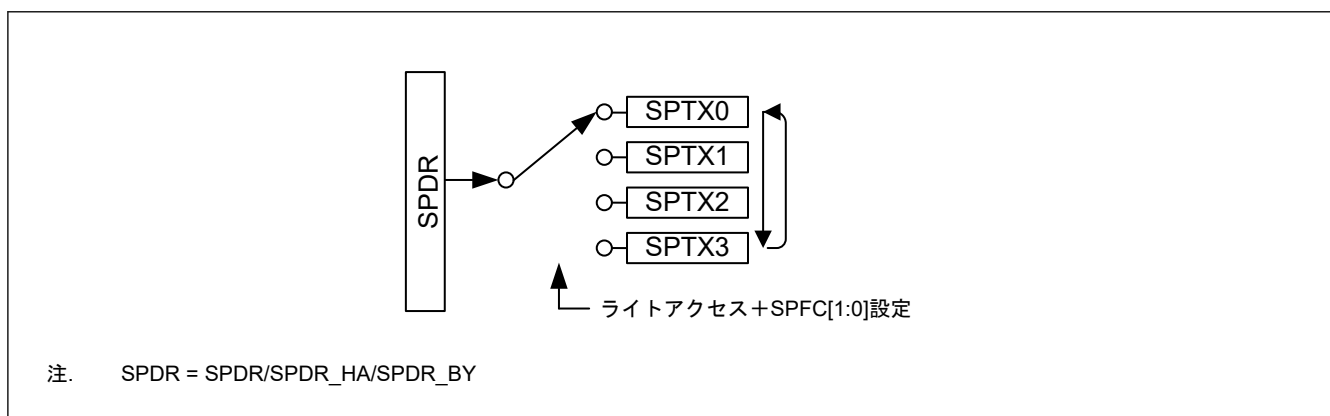 SPDR
SPTX0
SPTX1
SPTX2
SPTX3
ライトアクセス＋SPFC[1:0]設定
注. SPDR = SPDR/SPDR_HA/SPDR_BY